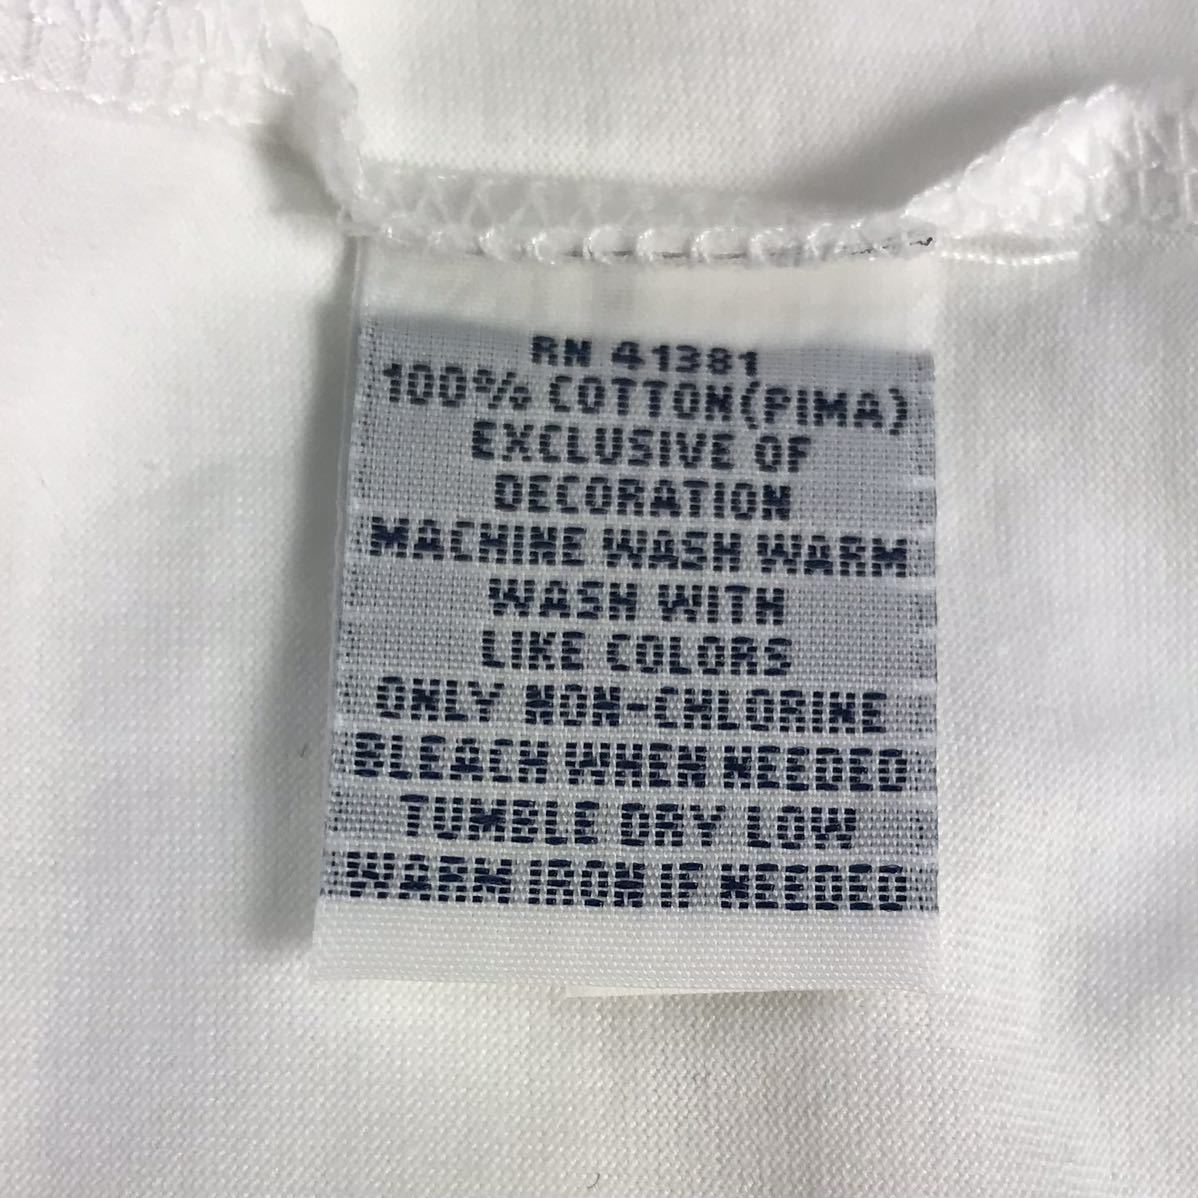 RN 41381
100% COTTON(PIMA)
EXCLUSIVE OF
DECORATION
MACHINE WASH WARM
WASH WITH
LIKE COLORS
ONLY NON-CHLORINE
BLEACH WHEN NEEDED
TUMBLE DRY LOW
WARM IRON IF NEEDED